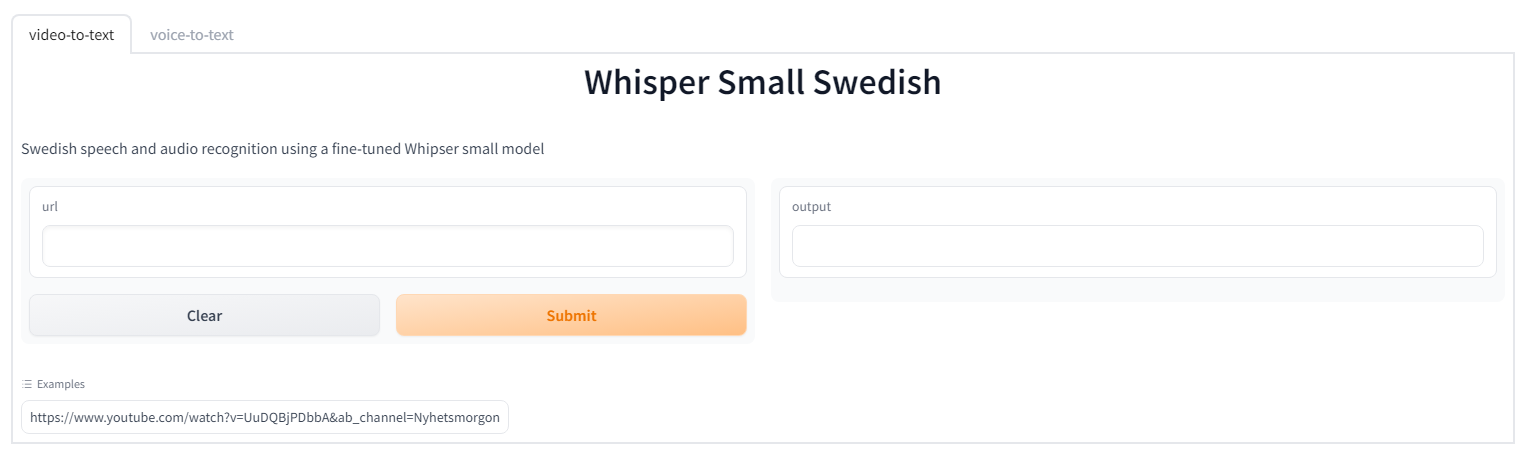 video-to-text voice-to-text
Whisper Small Swedish
Swedish speech and audio recognition using a fine-tuned Whipser small model
url
output
Clear
Submit
Examples
https://www.youtube.com/watch?v=UuDQBjPDbbA&ab_channel=Nyhetsmorgon